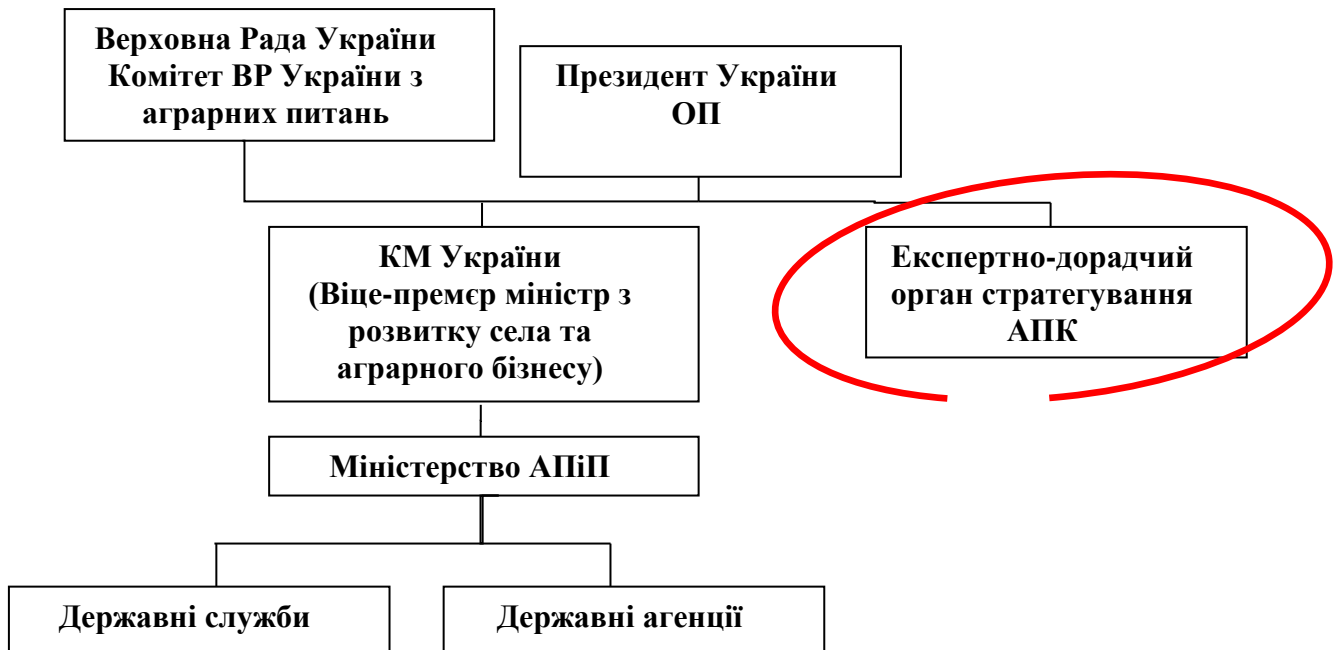 Верховна Рада України
Комітет ВР України з
аграрних питань
Президент України
ОП
КМ України
(Віце-премєр міністр з
розвитку села та
аграрного бізнесу)
Експертно-дорадчий
орган стратегування
АПК
Міністерство АПіП
Державні служби
Державні агенції